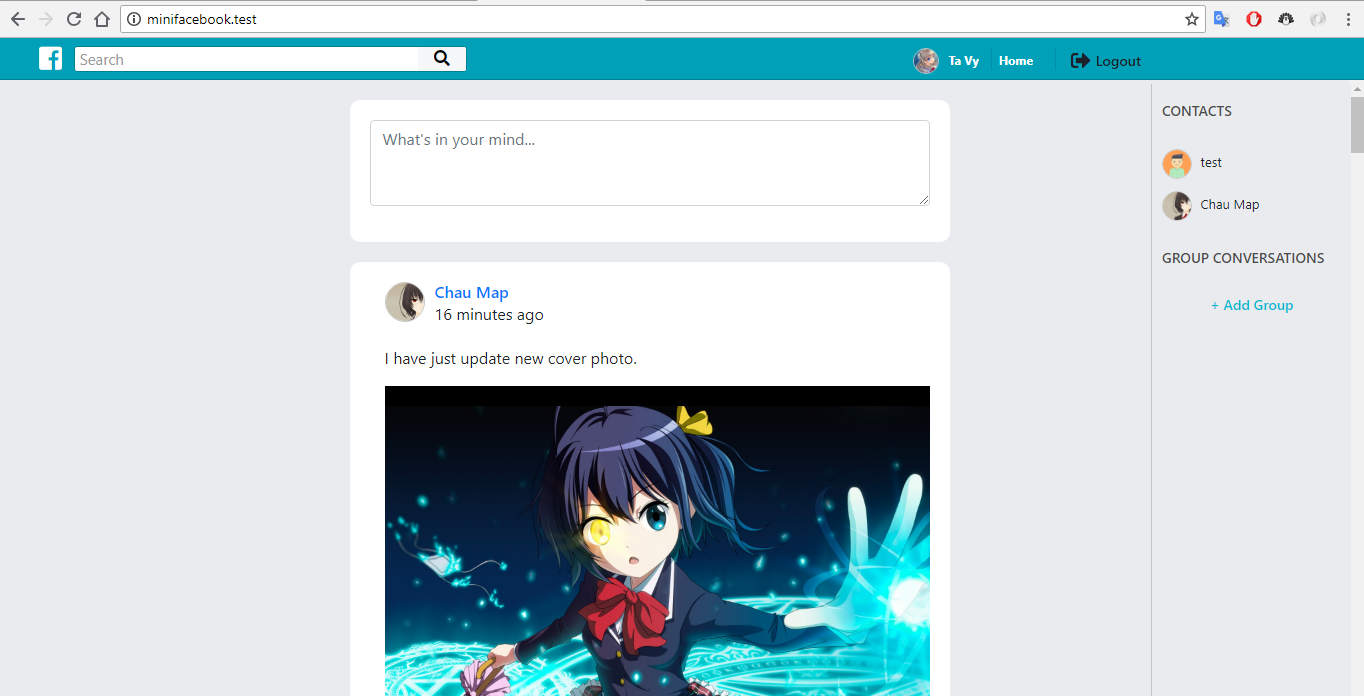 minifacebook.test
Search
Ta Vy
Home
Logout
What's in your mind...
Chau Map
16 minutes ago
I have just update new cover photo.
CONTACTS
test
Chau Map
GROUP CONVERSATIONS
+ Add Group